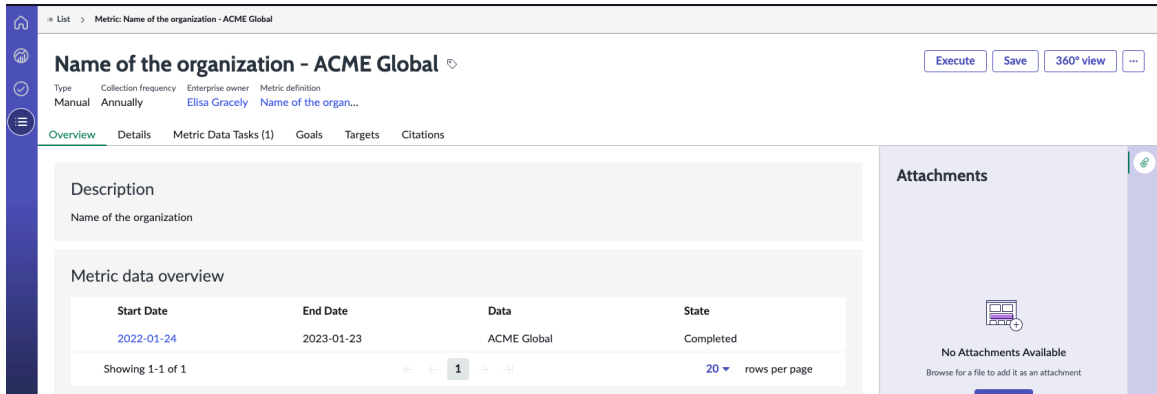 List > Metric: Name of the organization - ACME Global
Name of the organization - ACME Global
Execute Save 360° view ...
Type Collection frequency Enterprise owner Metric definition
Manual Annually Elisa Gracely Name of the organ...
Overview Details Metric Data Tasks (1) Goals Targets Citations
Description
Name of the organization
Metric data overview
Start Date End Date Data State
2022-01-24 2023-01-23 ACME Global Completed
Showing 1-1 of 1 1 20 rows per page
Attachments
No Attachments Available
Browse for a file to add it as an attachment